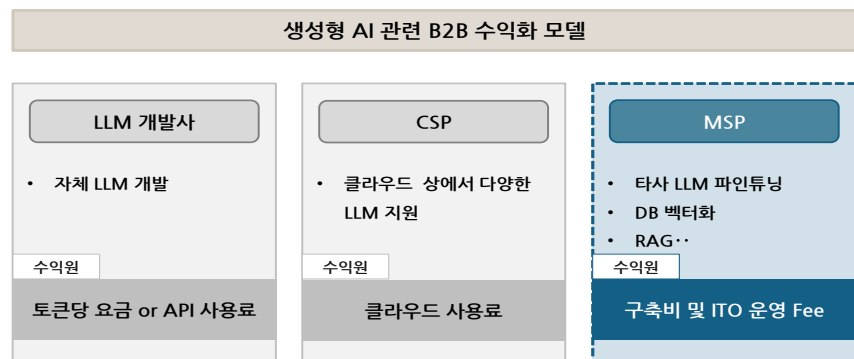 생성형 AI 관련 B2B 수익화 모델
LLM 개발사
• 자체 LLM 개발
수익원
토큰당 요금 or API 사용료
CSP
• 클라우드 상에서 다양한
LLM 지원
수익원
클라우드 사용료
MSP
• 타사 LLM 파인튜닝
• DB 벡터화
• RAG‥
수익원
구축비 및 ITO 운영 Fee